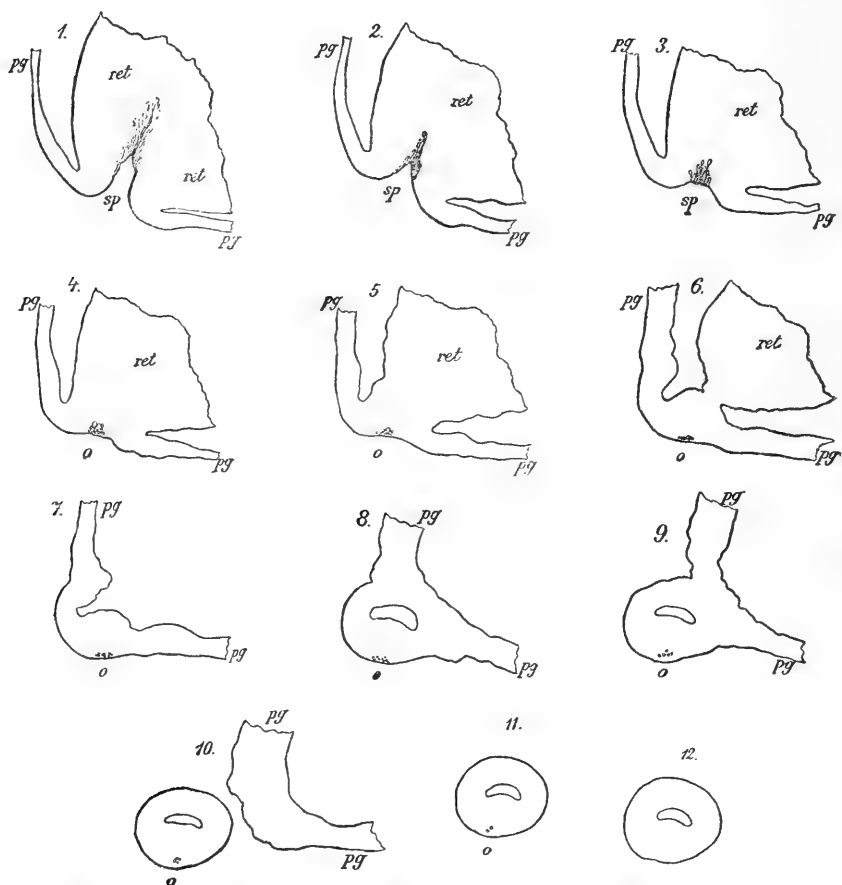 1.
pg
ret
ret
sp
pg
2.
pg
ret
sp
pg
3.
pg
ret
sp
pg
4.
pg
ret
o
pg
5
pg
ret
o
pg
6.
pg
ret
o
pg
7.
pg
o
pg
8.
pg
o
pg
9.
pg
o
pg
10.
pg
o
pg
11.
o
12.